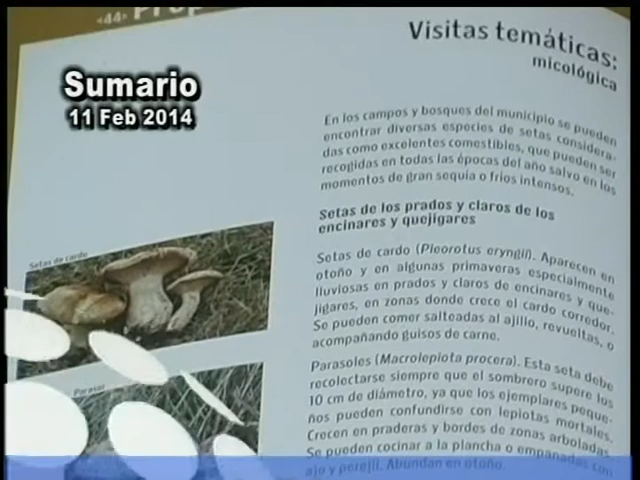 «44»
Visitas temáticas:
micológica
Sumario
11 Feb 2014
En los campos y bosques del municipio se pueden
encontrar diversas especies de setas considera-
das como excelentes comestibles, que pueden ser
recogidas en todas las épocas del año salvo en los
momentos de gran sequía o fríos intensos.
Setas de los prados y claros de los
encinares y quejigares
Setas de cardo (Pleorotus eryngii). Aparecen en
otoño y en algunas primaveras especialmente
lluviosas en prados y claros de encinares y que-
jigares, en zonas donde crece el cardo corredor.
Se pueden comer salteadas al ajillo, revueltas, o
acompañando guisos de carne.
Setas de cardo
Parasoles (Macrolepiota procera). Esta seta debe
recolectarse siempre que el sombrero supere los
10 cm de diámetro, ya que los ejemplares peque-
ños pueden confundirse con lepiotas mortales.
Crecen en praderas y bordes de zonas arboladas.
Se pueden cocinar a la plancha o empanadas con
ajo y perejil. Abundan en otoño.
Parasol